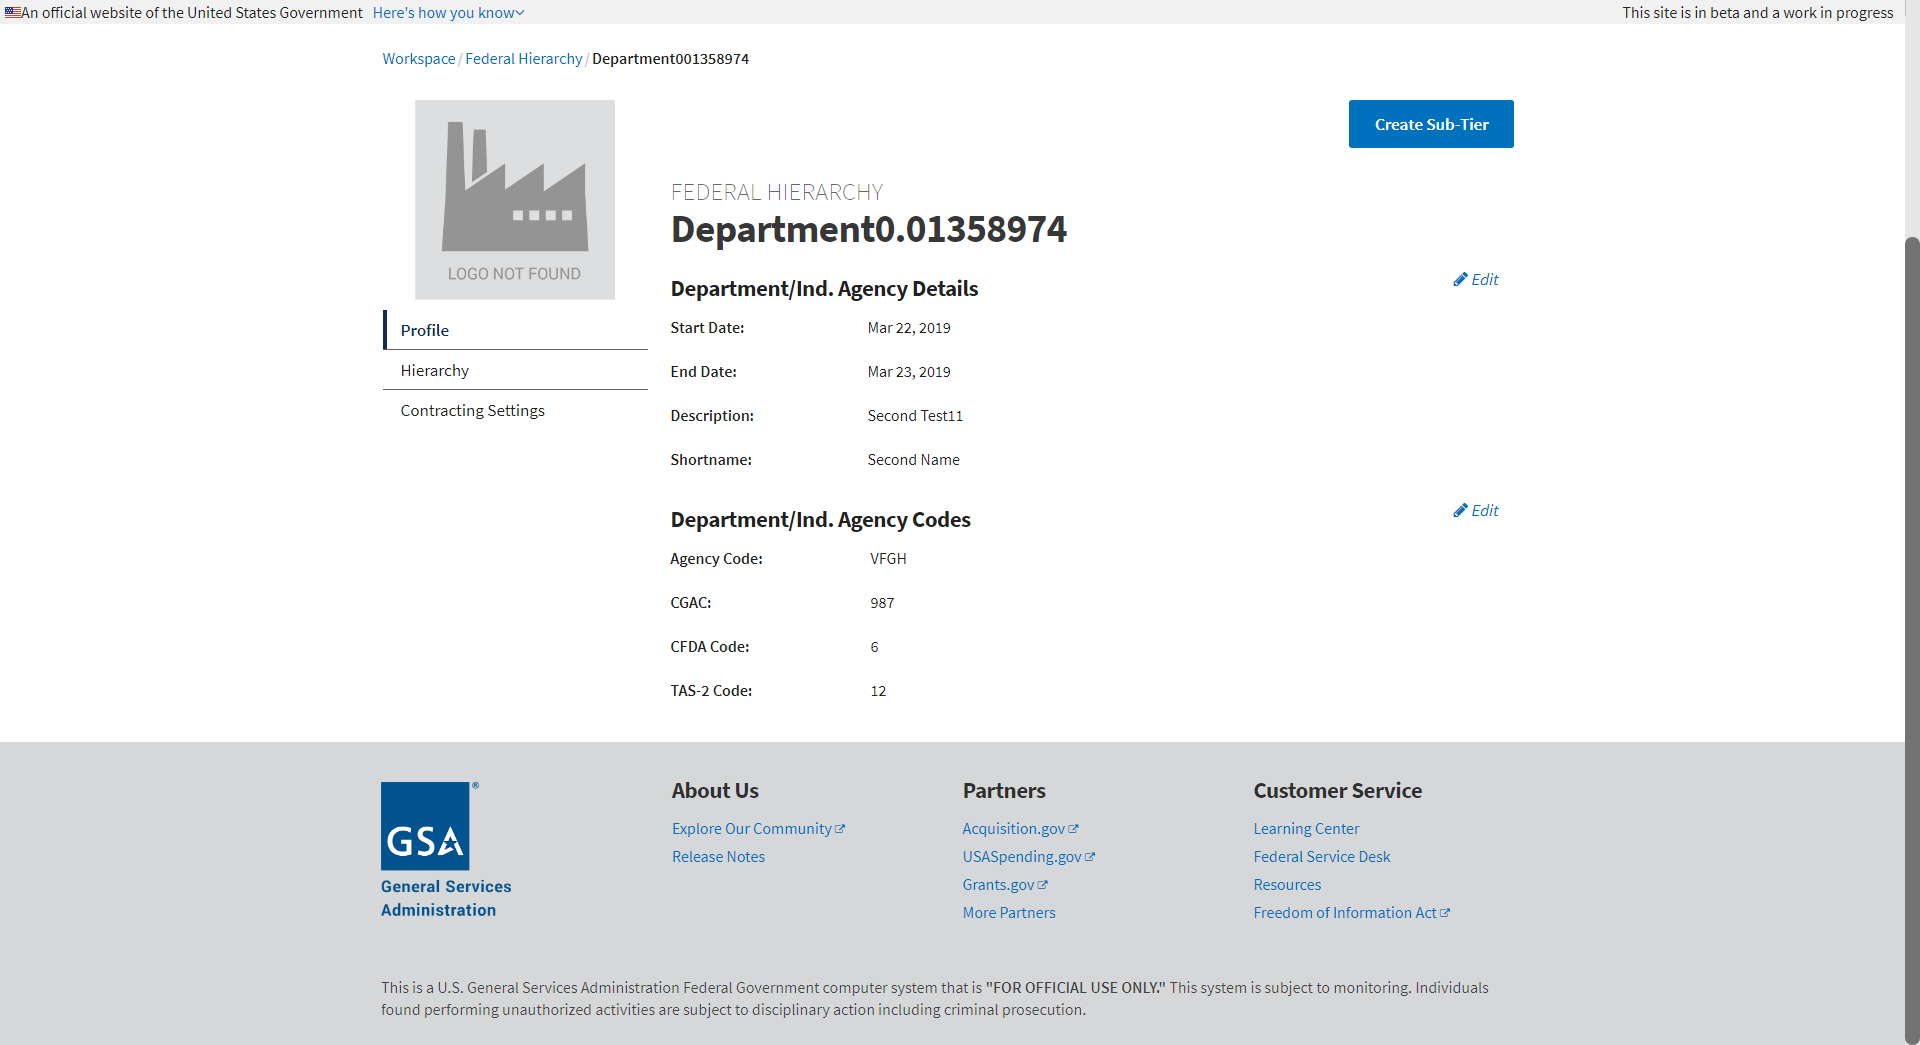 An official website of the United States Government Here's how you know
This site is in beta and a work in progress
Workspace / Federal Hierarchy / Department001358974
LOGO NOT FOUND
Create Sub-Tier
Profile
Hierarchy
Contracting Settings
FEDERAL HIERARCHY
Department0.01358974
Department/Ind. Agency Details
Edit
Start Date: Mar 22, 2019
End Date: Mar 23, 2019
Description: Second Test11
Shortname: Second Name
Department/Ind. Agency Codes
Edit
Agency Code: VFGH
CGAC: 987
CFDA Code: 6
TAS-2 Code: 12
GSA®
General Services
Administration
About Us
Explore Our Community
Release Notes
Partners
Acquisition.gov
USASpending.gov
Grants.gov
More Partners
Customer Service
Learning Center
Federal Service Desk
Resources
Freedom of Information Act
This is a U.S. General Services Administration Federal Government computer system that is "FOR OFFICIAL USE ONLY." This system is subject to monitoring. Individuals
found performing unauthorized activities are subject to disciplinary action including criminal prosecution.